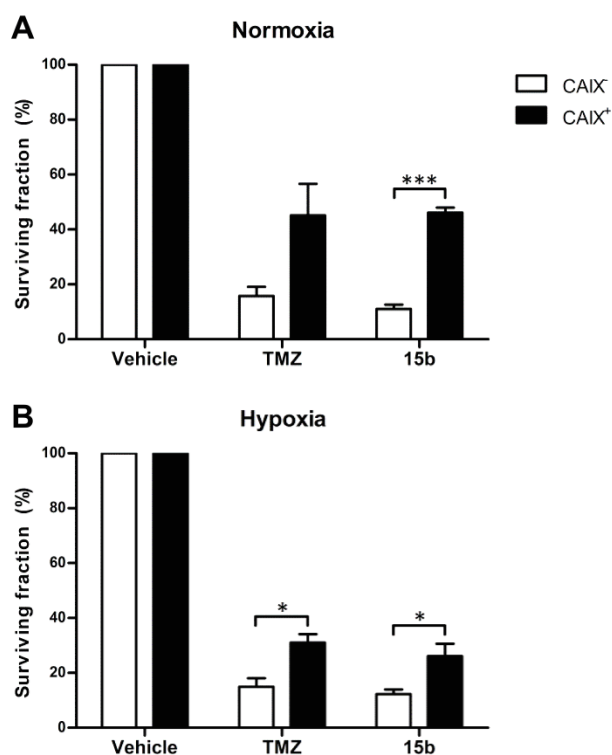 A
Normoxia
CAIX⁻
CAIX⁺
Surviving fraction (%)
100
80
60
40
20
0
***
Vehicle TMZ 15b
B
Hypoxia
Surviving fraction (%)
100
80
60
40
20
0
* *
Vehicle TMZ 15b